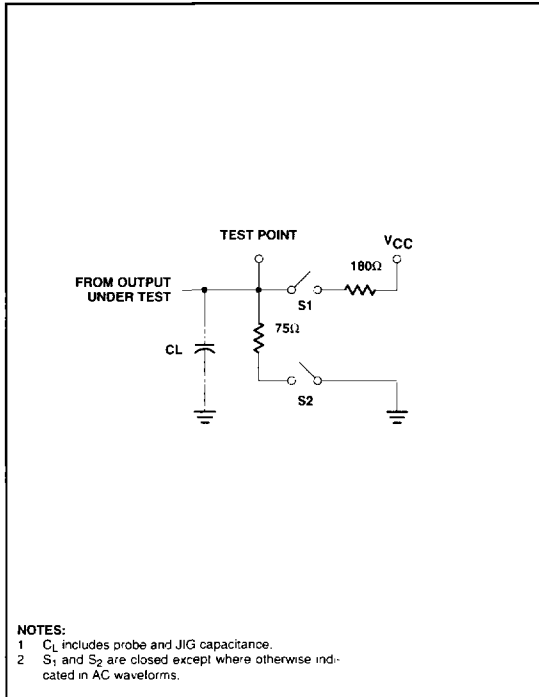 TEST POINT
VCC
180Ω
FROM OUTPUT
UNDER TEST
S1
75Ω
CL
S2
NOTES:
1 CL includes probe and JIG capacitance.
2 S1 and S2 are closed except where otherwise indi-
cated in AC waveforms.